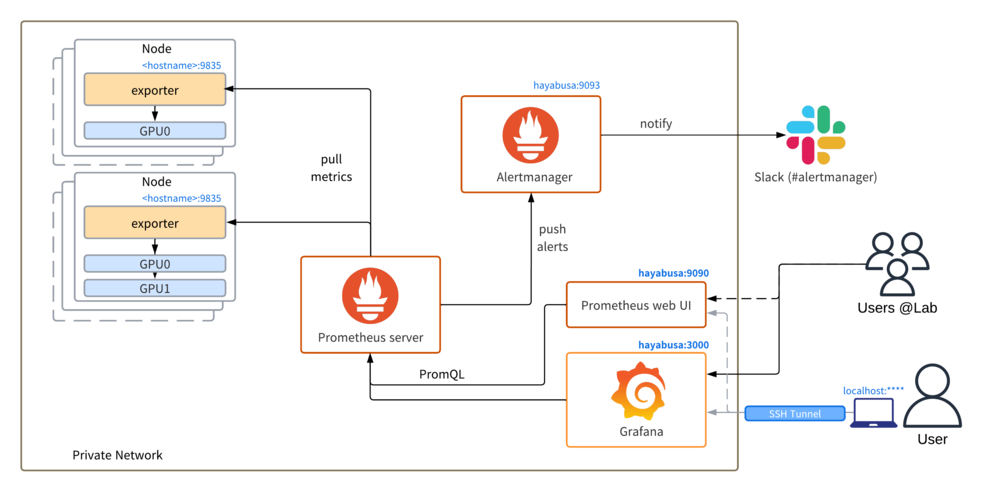 Node
<hostname>:9835
exporter
GPU0
Node
<hostname>:9835
exporter
GPU0
GPU1
pull
metrics
hayabusa:9093
Alertmanager
notify
Slack (#alertmanager)
push
alerts
Prometheus server
hayabusa:9090
Prometheus web UI
Users @Lab
hayabusa:3000
PromQL
Grafana
localhost:****
SSH Tunnel
User
Private Network